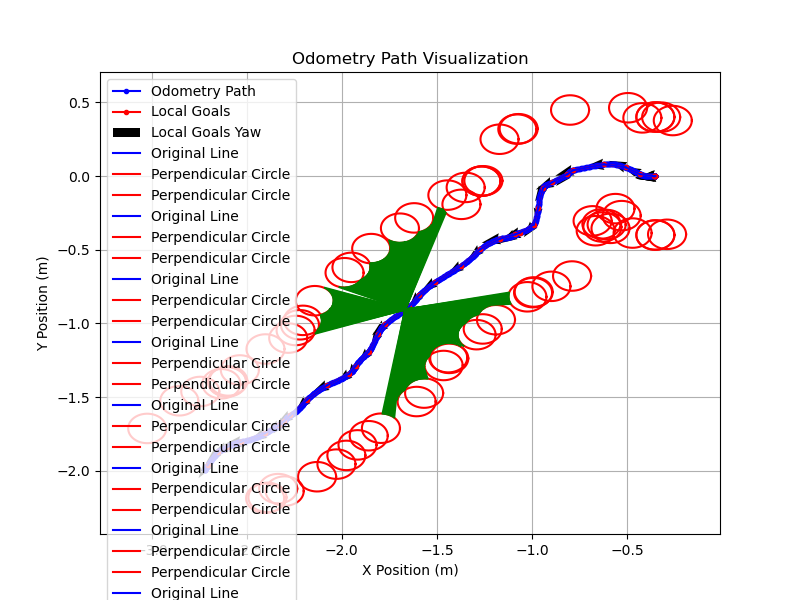 Odometry Path Visualization
Y Position (m)
0.5
0.0
−0.5
−1.0
−1.5
−2.0
Odometry Path
Local Goals
Local Goals Yaw
Original Line
Perpendicular Circle
Perpendicular Circle
Original Line
Perpendicular Circle
Perpendicular Circle
Original Line
Perpendicular Circle
Perpendicular Circle
Original Line
Perpendicular Circle
Perpendicular Circle
Original Line
Perpendicular Circle
Perpendicular Circle
Original Line
Perpendicular Circle
Perpendicular Circle
Original Line
Perpendicular Circle
Perpendicular Circle
Original Line
−2.0 −1.5 −1.0 −0.5
X Position (m)